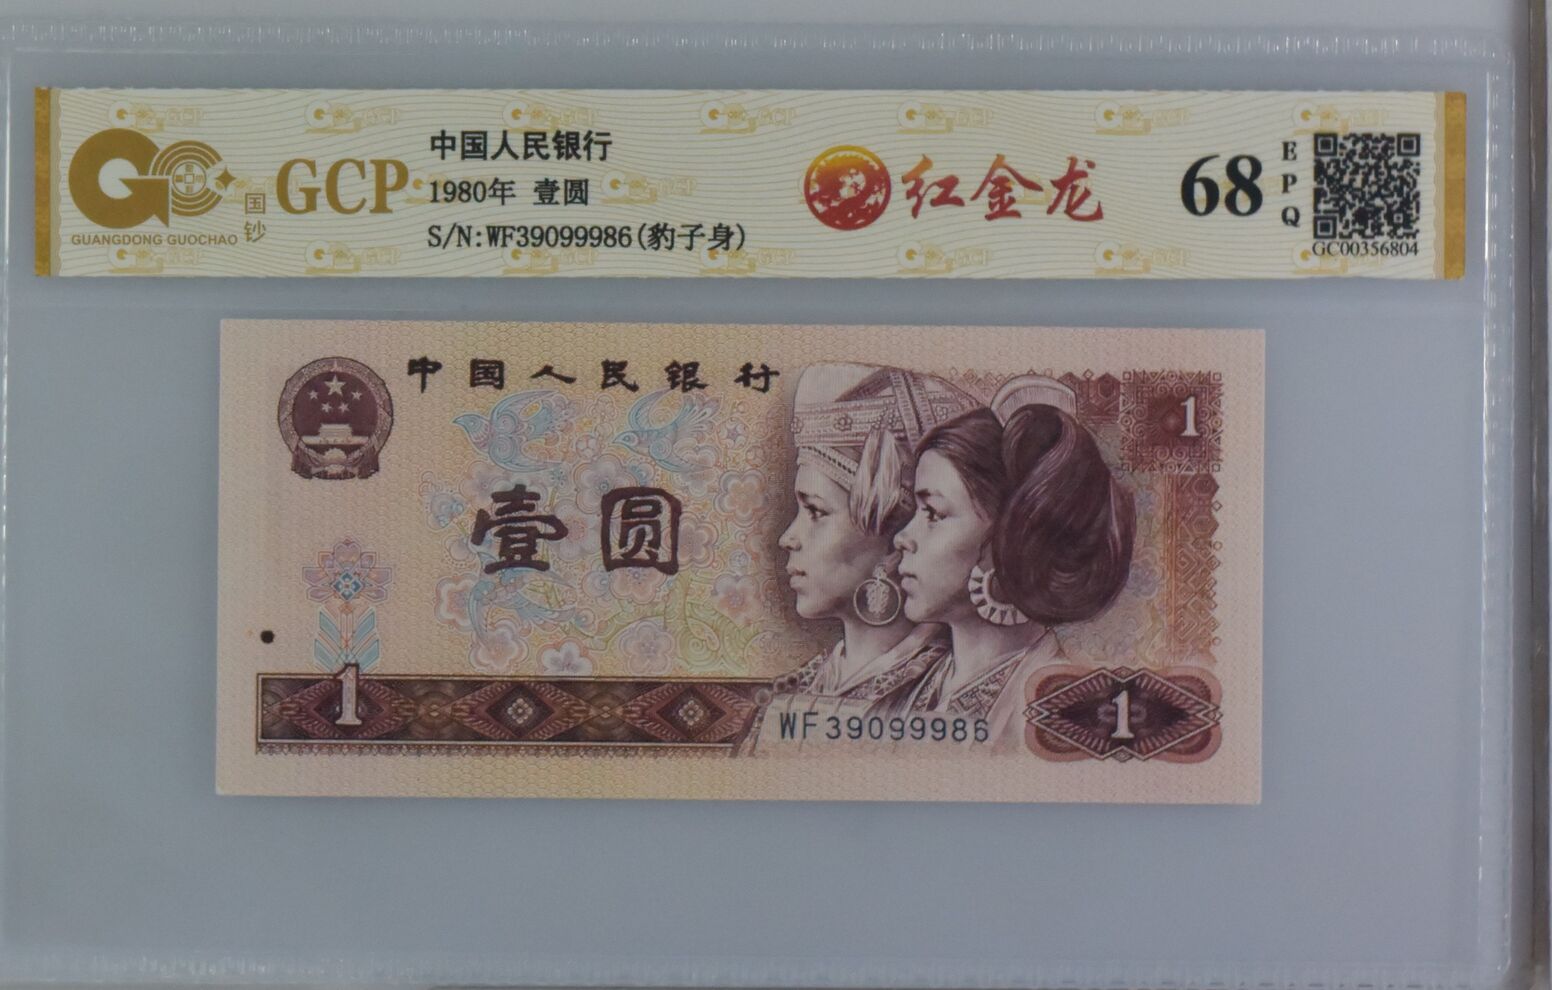 GUANGDONG GUOCHAO
国钞
GCP
中国人民银行
1980年 壹圆
S/N:WF39099986(豹子身)
红金龙
68
EPQ
GC00356804
中国人民银行
1
壹圆
1
WF39099986
1